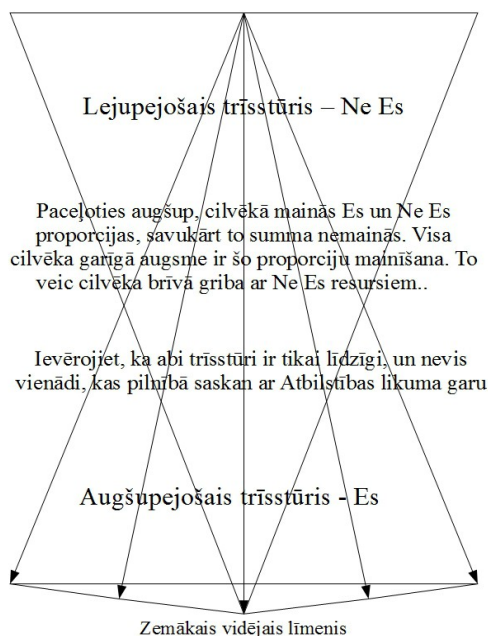 Lejupejošais trīsstūris – Ne Es
Paceļoties augšup, cilvēkā mainās Es un Ne Es
proporcijas, savukārt to summa nemainās. Visa
cilvēka garīgā augsme ir šo proporciju mainīšana. To
veic cilvēka brīvā griba ar Ne Es resursiem..
Ievērojiet, ka abi trīsstūri ir tikai līdzīgi, un nevis
vienādi, kas pilnībā saskan ar Atbilstības likuma garu
Augšupejošais trīsstūris - Es
Zemākais vidējais līmenis